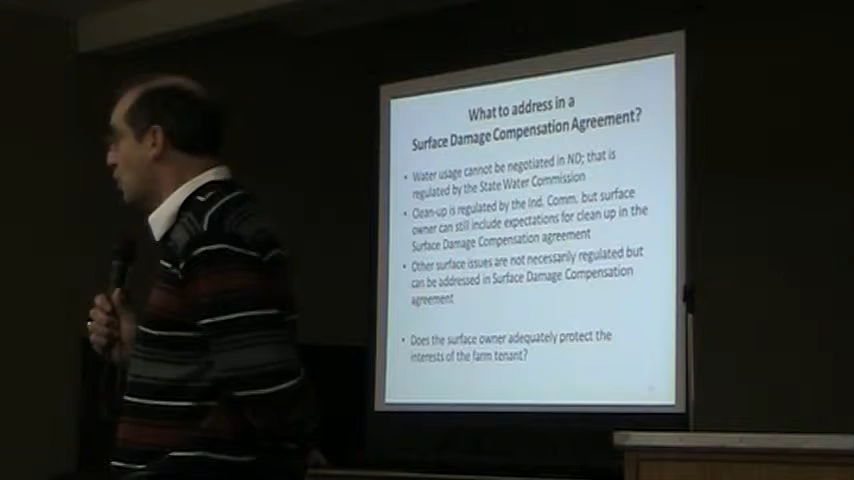 What to address in a
Surface Damage Compensation Agreement?
• Water usage cannot be negotiated in ND; that is
regulated by the State Water Commission
• Clean-up is regulated by the Ind. Comm. but surface
owner can still include expectations for clean up in the
Surface Damage Compensation agreement
• Other surface issues are not necessarily regulated but
can be addressed in Surface Damage Compensation
agreement
• Does the surface owner adequately protect the
interests of the farm tenant?